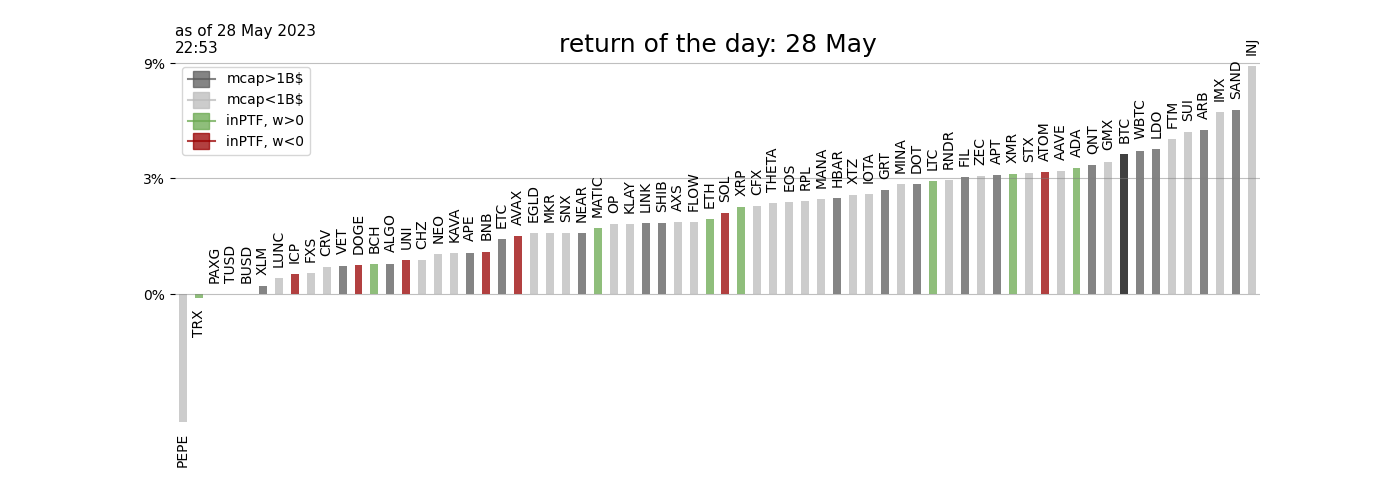 as of 28 May 2023
22:53
return of the day: 28 May
9%
3%
0%
mcap>1B$
mcap<1B$
inPTF, w>0
inPTF, w<0
PEPE
TRX
PAXG
TUSD
BUSD
XLM
LUNC
ICP
FXS
CRV
VET
DOGE
BCH
ALGO
UNI
CHZ
NEO
KAVA
APE
BNB
ETC
AVAX
EGLD
MKR
SNX
NEAR
MATIC
OP
KLAY
LINK
SHIB
AXS
FLOW
ETH
SOL
XRP
CFX
THETA
EOS
RPL
MANA
HBAR
XTZ
IOTA
GRT
MINA
DOT
LTC
RNDR
FIL
ZEC
APT
XMR
STX
ATOM
AAVE
ADA
QNT
GMX
BTC
WBTC
LDO
FTM
SUI
ARB
IMX
SAND
INJ